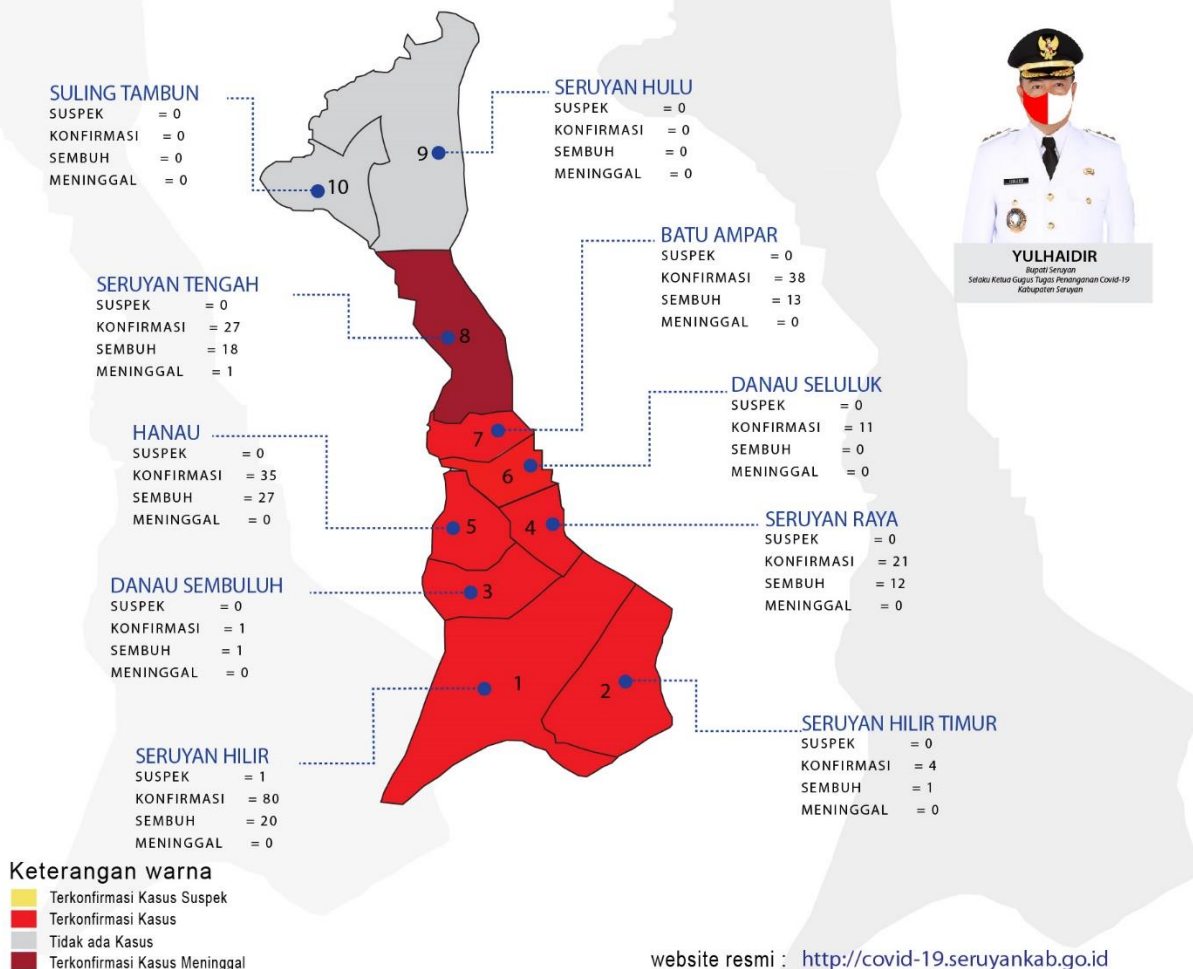 SULING TAMBUN
SUSPEK = 0
KONFIRMASI = 0
SEMBUH = 0
MENINGGAL = 0
SERUYAN HULU
SUSPEK = 0
KONFIRMASI = 0
SEMBUH = 0
MENINGGAL = 0
YULHAIDIR
Bupati Seruyan
Selaku Ketua Gugus Tugas Penanganan Covid-19
Kabupaten Seruyan
BATU AMPAR
SUSPEK = 0
KONFIRMASI = 38
SEMBUH = 13
MENINGGAL = 0
SERUYAN TENGAH
SUSPEK = 0
KONFIRMASI = 27
SEMBUH = 18
MENINGGAL = 1
DANAU SELULUK
SUSPEK = 0
KONFIRMASI = 11
SEMBUH = 0
MENINGGAL = 0
HANAU
SUSPEK = 0
KONFIRMASI = 35
SEMBUH = 27
MENINGGAL = 0
SERUYAN RAYA
SUSPEK = 0
KONFIRMASI = 21
SEMBUH = 12
MENINGGAL = 0
DANAU SEMBULUH
SUSPEK = 0
KONFIRMASI = 1
SEMBUH = 1
MENINGGAL = 0
SERUYAN HILIR TIMUR
SUSPEK = 0
KONFIRMASI = 4
SEMBUH = 1
MENINGGAL = 0
SERUYAN HILIR
SUSPEK = 1
KONFIRMASI = 80
SEMBUH = 20
MENINGGAL = 0
9
10
8
7
6
5
4
3
1
2
Keterangan warna
Terkonfirmasi Kasus Suspek
Terkonfirmasi Kasus
Tidak ada Kasus
Terkonfirmasi Kasus Meninggal
website resmi : http://covid-19.seruyankab.go.id